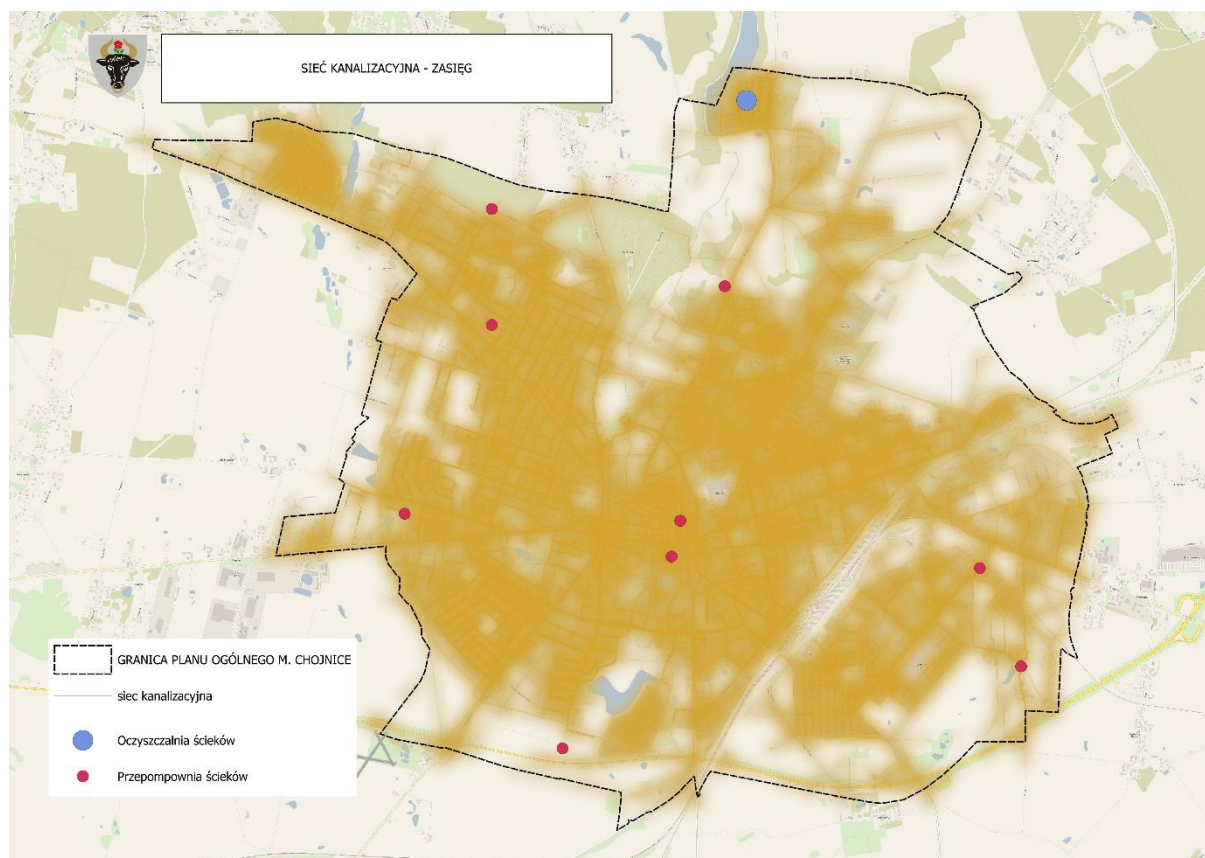 SIEĆ KANALIZACYJNA - ZASIĘG
GRANICA PLANU OGÓLNEGO M. CHOJNICE
siec kanalizacyjna
Oczyszczalnia ścieków
Przepompownia ścieków